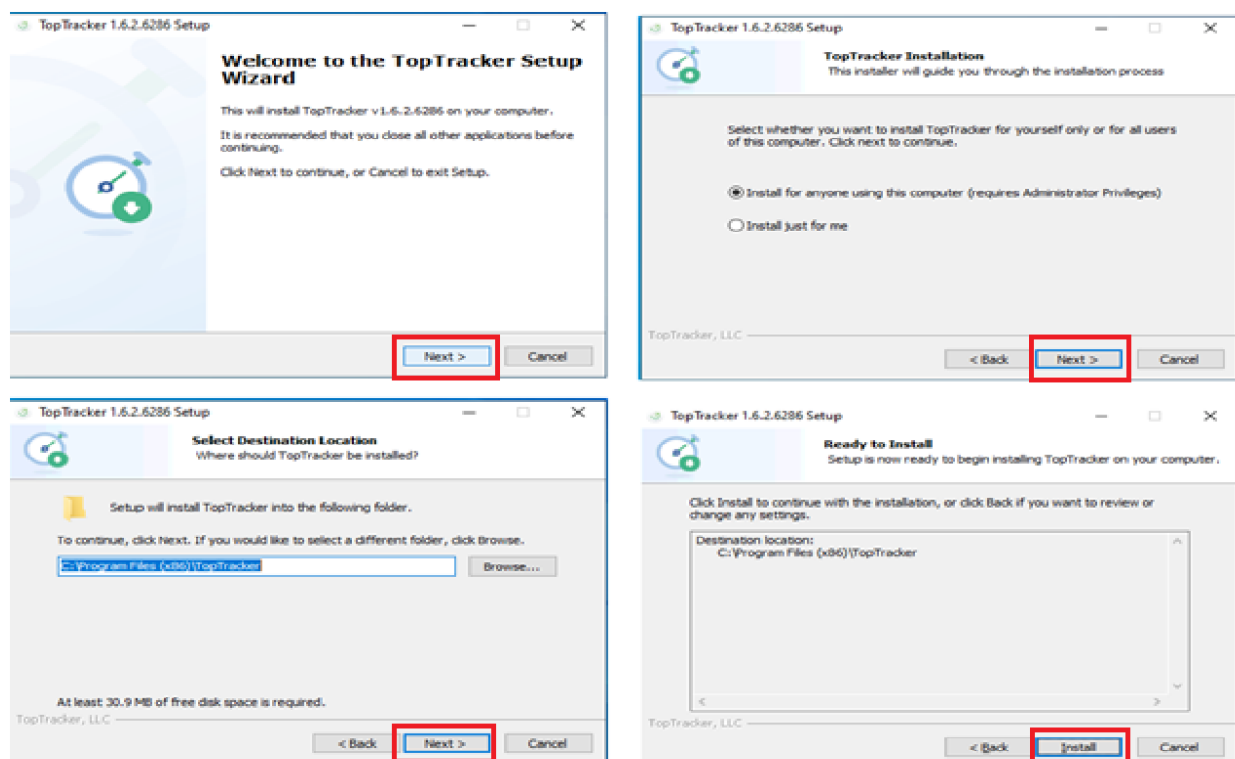 TopTracker 1.6.2.6286 Setup
Welcome to the TopTracker Setup
Wizard
This will install TopTracker v1.6.2.6286 on your computer.
It is recommended that you close all other applications before
continuing.
Click Next to continue, or Cancel to exit Setup.
Next >
Cancel
TopTracker 1.6.2.6286 Setup
TopTracker Installation
This installer will guide you through the installation process
Select whether you want to install TopTracker for yourself only or for all users
of this computer. Click next to continue.
Install for anyone using this computer (requires Administrator Privileges)
Install just for me
TopTracker, LLC
< Back
Next >
Cancel
TopTracker 1.6.2.6286 Setup
Select Destination Location
Where should TopTracker be installed?
Setup will install TopTracker into the following folder.
To continue, click Next. If you would like to select a different folder, click Browse.
C:\Program Files (x86)\TopTracker
Browse...
At least 30.9 MB of free disk space is required.
TopTracker, LLC
< Back
Next >
Cancel
TopTracker 1.6.2.6286 Setup
Ready to Install
Setup is now ready to begin installing TopTracker on your computer.
Click Install to continue with the installation, or click Back if you want to review or
change any settings.
Destination location:
C:\Program Files (x86)\TopTracker
TopTracker, LLC
< Back
Install
Cancel